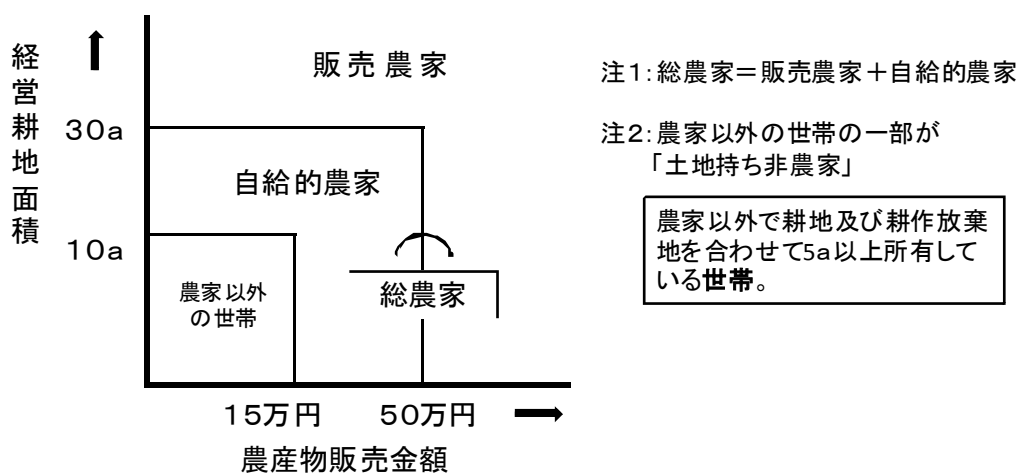 経営耕地面積
販売農家
30a
自給的農家
10a
農家以外
の世帯
総農家
15万円
50万円
農産物販売金額
注1:総農家=販売農家+自給的農家
注2:農家以外の世帯の一部が
「土地持ち非農家」
農家以外で耕地及び耕作放棄
地を合わせて5a以上所有して
いる世帯。